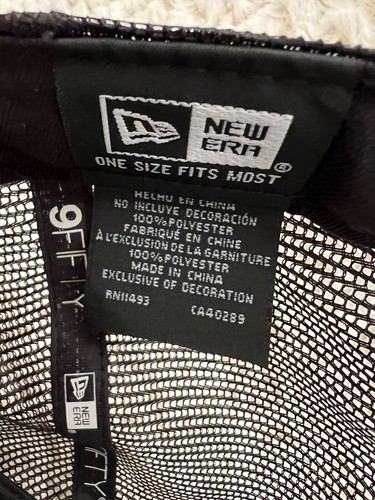 NEW
ERA
ONE SIZE FITS MOST®
HECHO EN CHINA
NO INCLUYE DECORACIÓN
100% POLYESTER
FABRIQUÉ EN CHINE
À L'EXCLUSION DE LA GARNITURE
100% POLYESTER
MADE IN CHINA
EXCLUSIVE OF DECORATION
RN11493 CA40289
9FIFTY
NEW
ERA
FTY